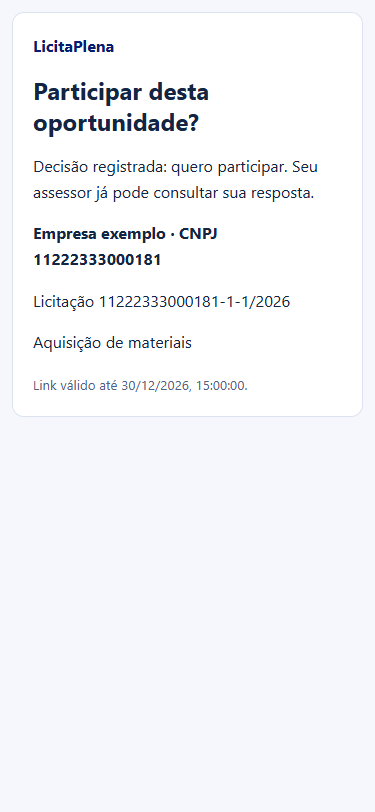 LicitaPlena
Participar desta
oportunidade?
Decisão registrada: quero participar. Seu
assessor já pode consultar sua resposta.
Empresa exemplo · CNPJ
11222333000181
Licitação 11222333000181-1-1/2026
Aquisição de materiais
Link válido até 30/12/2026, 15:00:00.